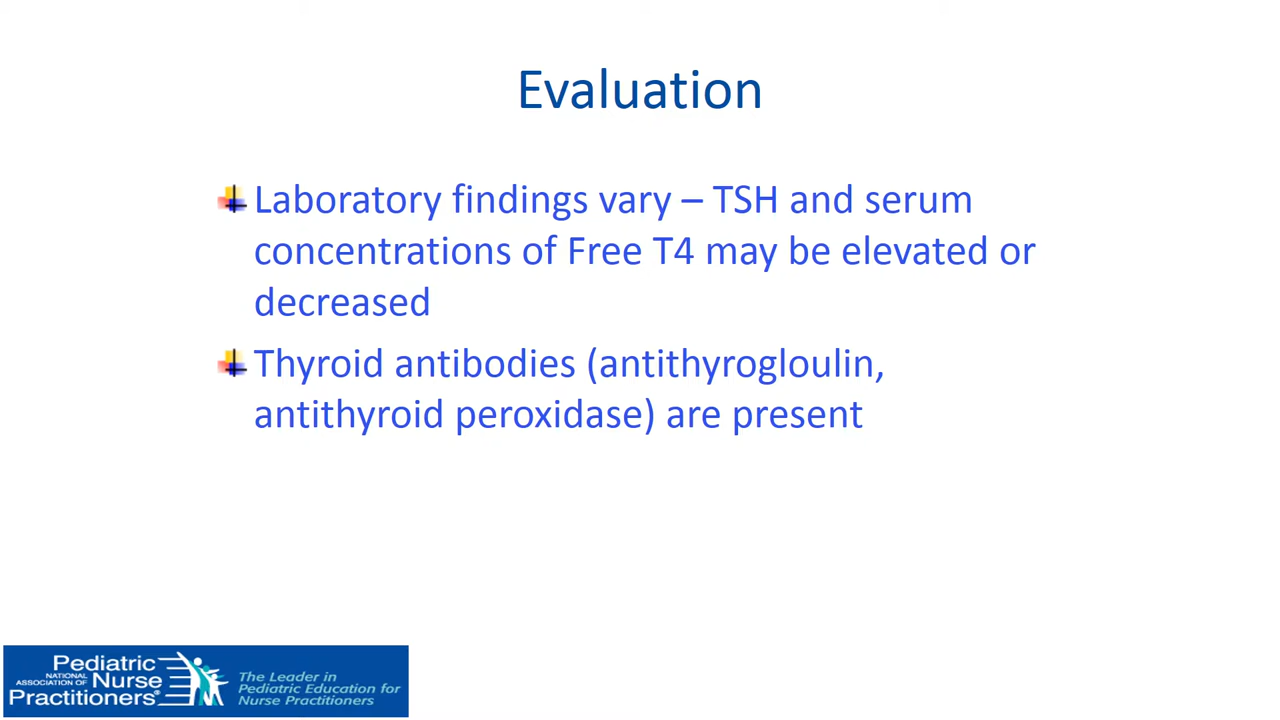 Evaluation
Laboratory findings vary – TSH and serum
concentrations of Free T4 may be elevated or
decreased
Thyroid antibodies (antithyrogloulin,
antithyroid peroxidase) are present
Pediatric
NATIONAL
ASSOCIATION OF Nurse
Practitioners®
The Leader in
Pediatric Education for
Nurse Practitioners